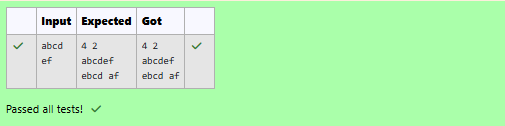 Input Expected Got
abcd 4 2 4 2
ef abcdef abcdef
ebcd af ebcd af
Passed all tests!